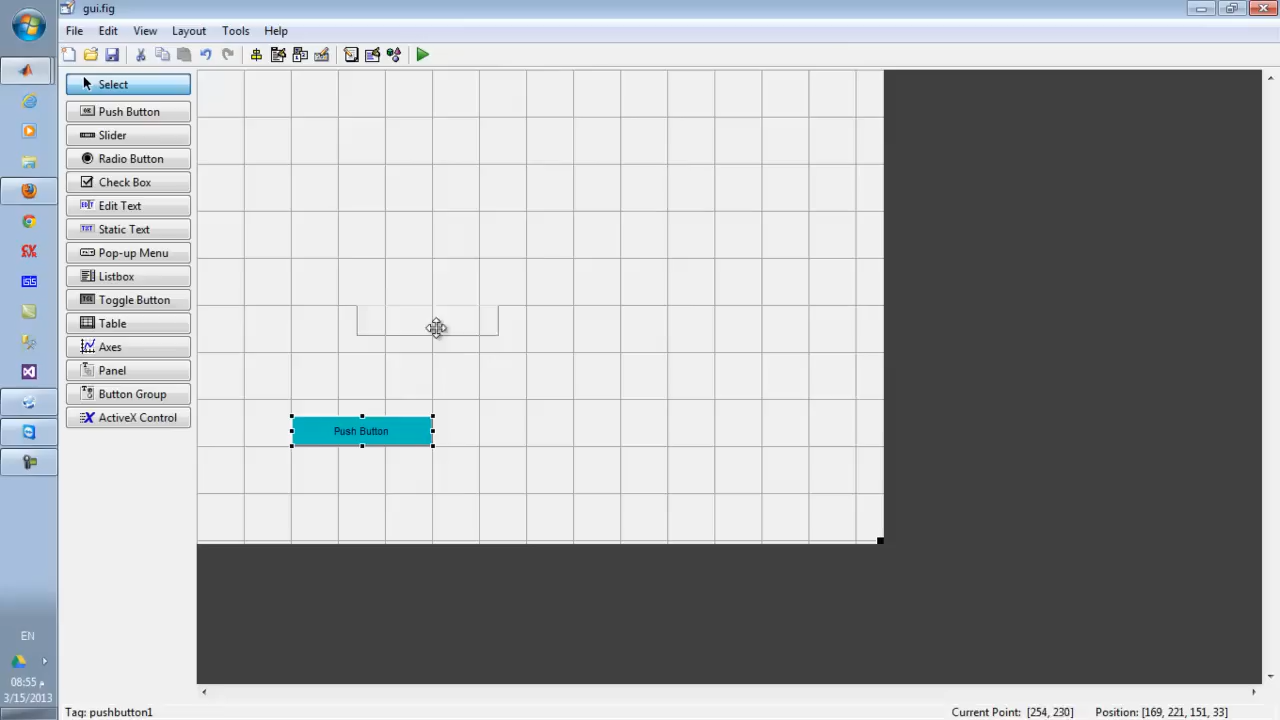 gui.fig
File Edit View Layout Tools Help
Select
Push Button
Slider
Radio Button
Check Box
Edit Text
Static Text
Pop-up Menu
Listbox
Toggle Button
Table
Axes
Panel
Button Group
ActiveX Control
Push Button
EN
08:55 م
3/15/2013
Tag: pushbutton1
Current Point: [254, 230]
Position: [169, 221, 151, 33]